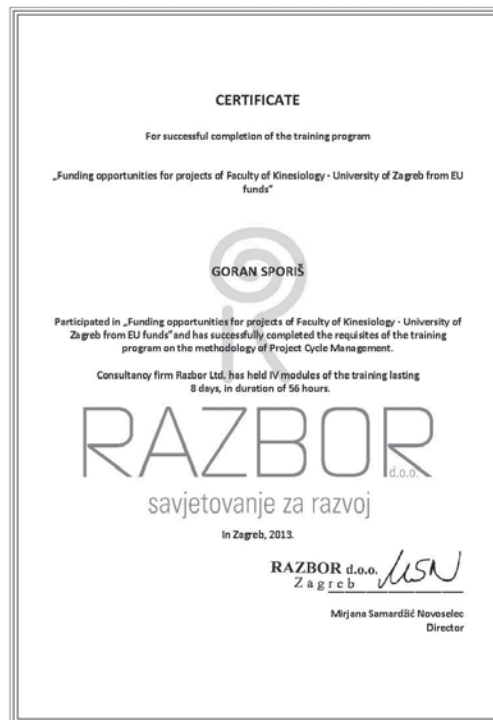 CERTIFICATE
For successful completion of the training program
„Funding opportunities for projects of Faculty of Kinesiology - University of Zagreb from EU
funds“
GORAN SPORIŠ
Participated in „Funding opportunities for projects of Faculty of Kinesiology - University of
Zagreb from EU funds“and has successfully completed the requisites of the training
program on the methodology of Project Cycle Management.
Consultancy firm Razbor Ltd. has held IV modules of the training lasting
8 days, in duration of 56 hours.
RAZBOR d.o.o.
savjetovanje za razvoj
In Zagreb, 2013.
RAZBOR d.o.o.
Zagreb
Mirjana Samardžić Novoselec
Director